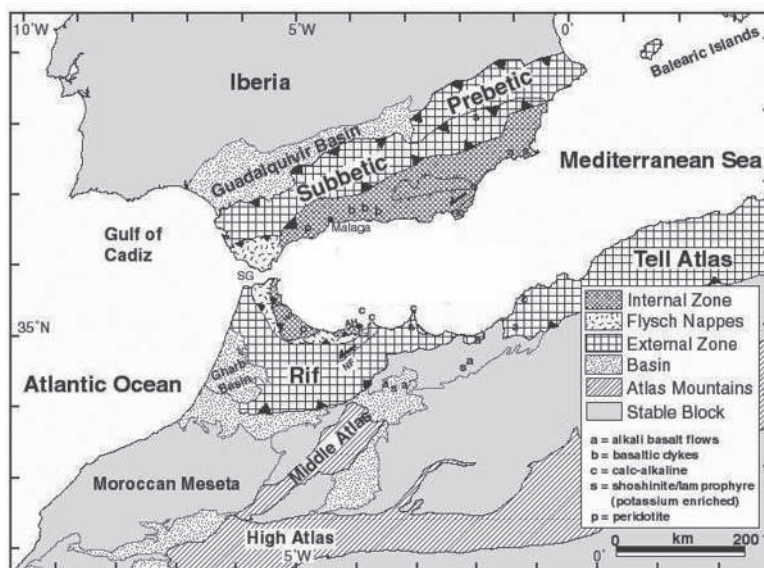 10°W
5°W
0°
Balearic Islands
Iberia
Prebetic
Guadalquivir Basin
Subbetic
Mediterranean Sea
b b b
p
Malaga
a a
Gulf of
Cadiz
SG
Tell Atlas
Internal Zone
Flysch Nappes
External Zone
Basin
Atlas Mountains
Stable Block
a = alkali basalt flows
b = basaltic dykes
c = calc-alkaline
s = shoshinite/lamprophyre
(potassium enriched)
p = peridotite
35°N
c
c
c
c
NF
Atlantic Ocean
Gharb
Basin
Rif
a s a
s a
Middle Atlas
Moroccan Meseta
High Atlas
5°W
0°
km 200